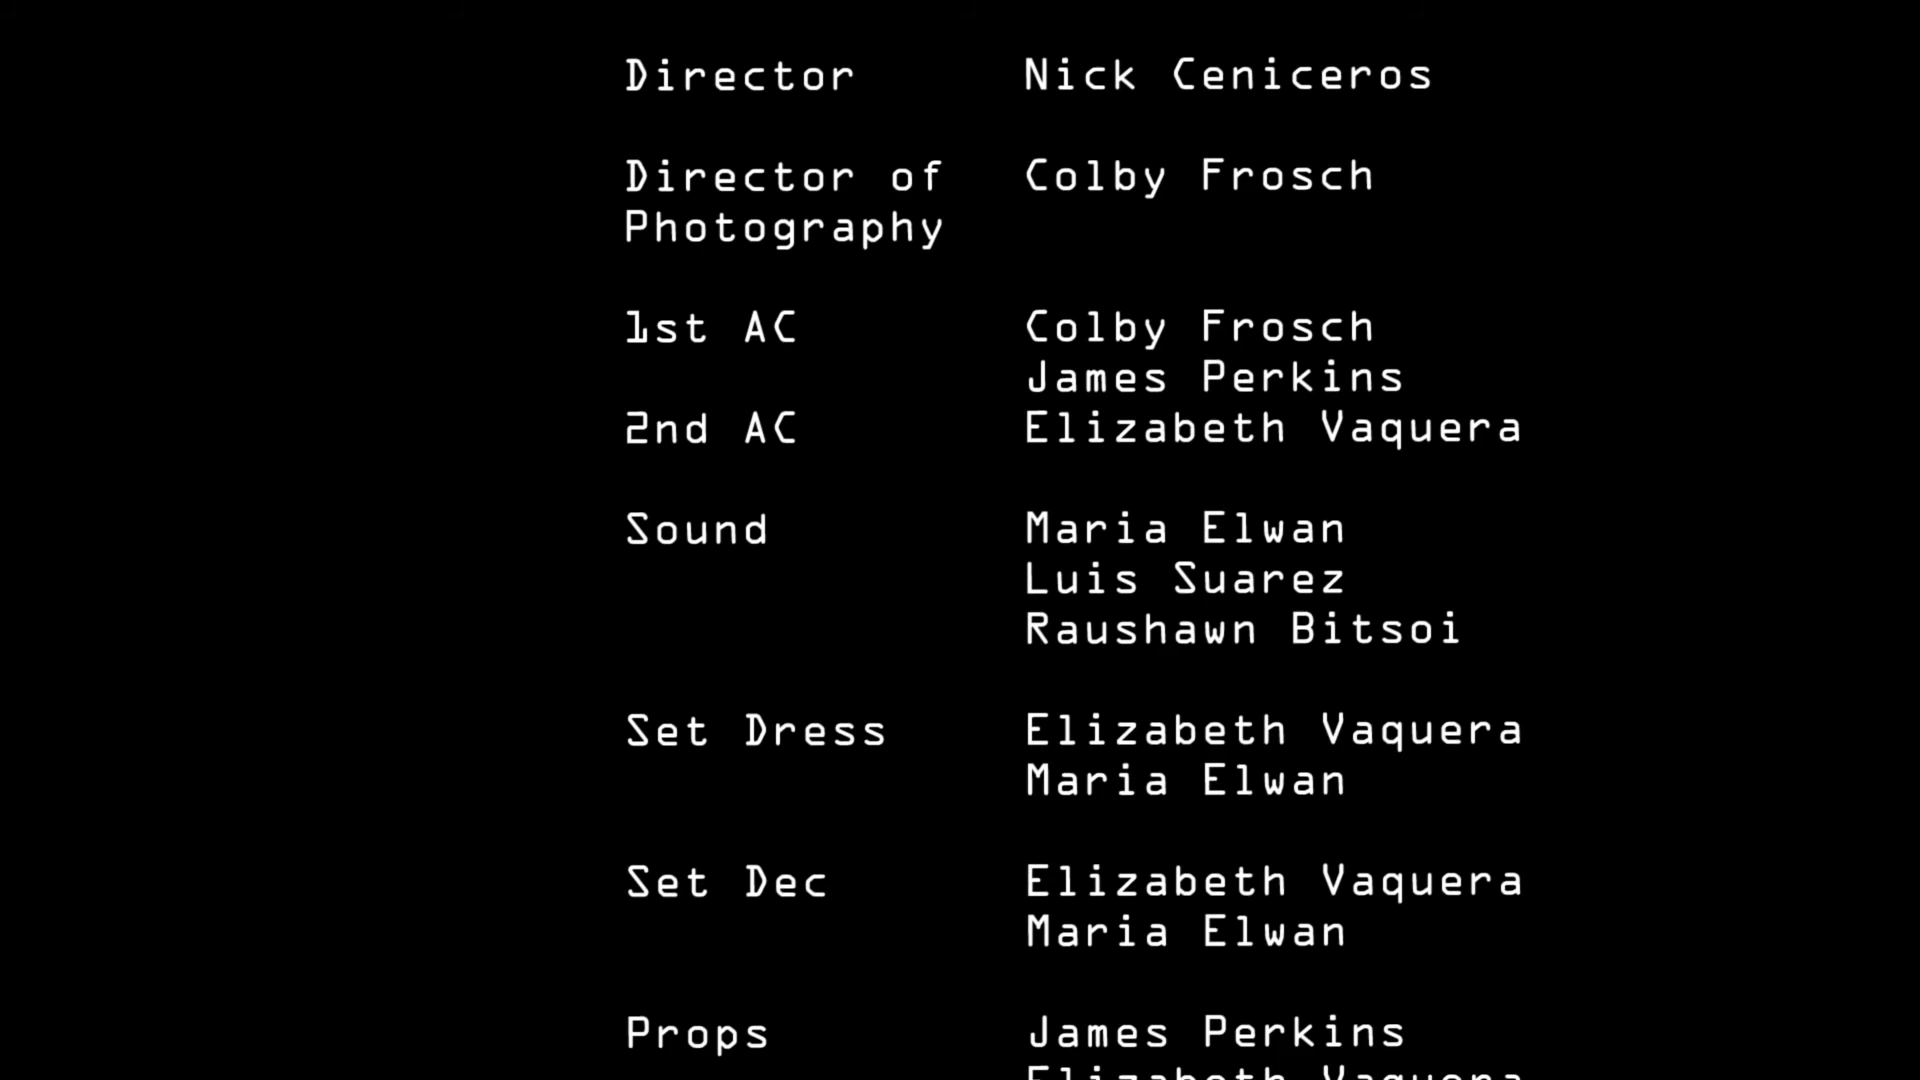 Director Nick Ceniceros
Director of Colby Frosch
Photography
1st AC Colby Frosch
James Perkins
2nd AC Elizabeth Vaquera
Sound Maria Elwan
Luis Suarez
Raushawn Bitsoi
Set Dress Elizabeth Vaquera
Maria Elwan
Set Dec Elizabeth Vaquera
Maria Elwan
Props James Perkins
Elizabeth Vaquera